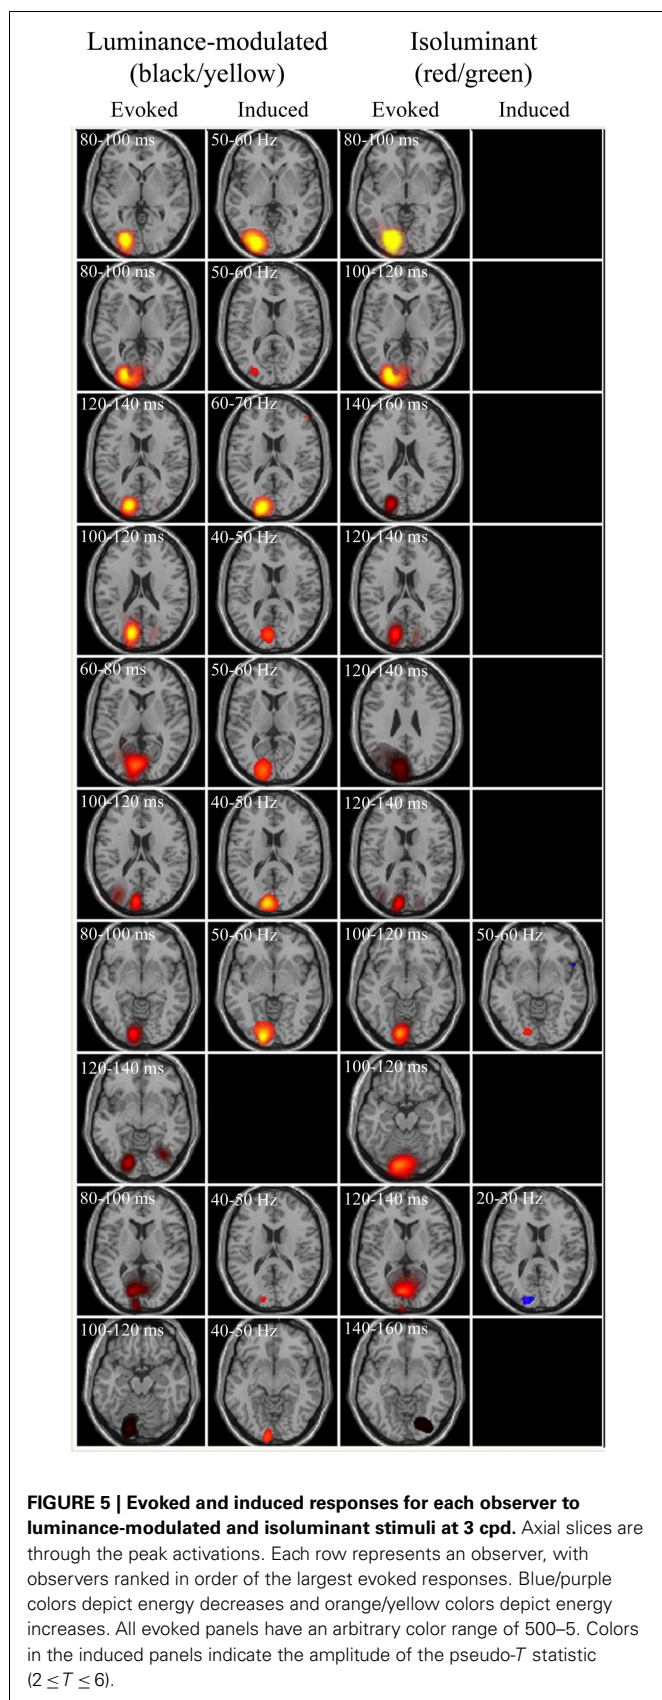 Luminance-modulated Isoluminant
(black/yellow) (red/green)
Evoked Induced Evoked Induced
80-100 ms 50-60 Hz 80-100 ms
80-100 ms 50-60 Hz 100-120 ms
120-140 ms 60-70 Hz 140-160 ms
100-120 ms 40-50 Hz 120-140 ms
60-80 ms 50-60 Hz 120-140 ms
100-120 ms 40-50 Hz 120-140 ms
80-100 ms 50-60 Hz 100-120 ms 50-60 Hz
120-140 ms 100-120 ms
80-100 ms 40-50 Hz 120-140 ms 20-30 Hz
100-120 ms 40-50 Hz 140-160 ms
FIGURE 5 | Evoked and induced responses for each observer to
luminance-modulated and isoluminant stimuli at 3 cpd. Axial slices are
through the peak activations. Each row represents an observer, with
observers ranked in order of the largest evoked responses. Blue/purple
colors depict energy decreases and orange/yellow colors depict energy
increases. All evoked panels have an arbitrary color range of 500–5. Colors
in the induced panels indicate the amplitude of the pseudo-T statistic
(2 ≤ T ≤ 6).